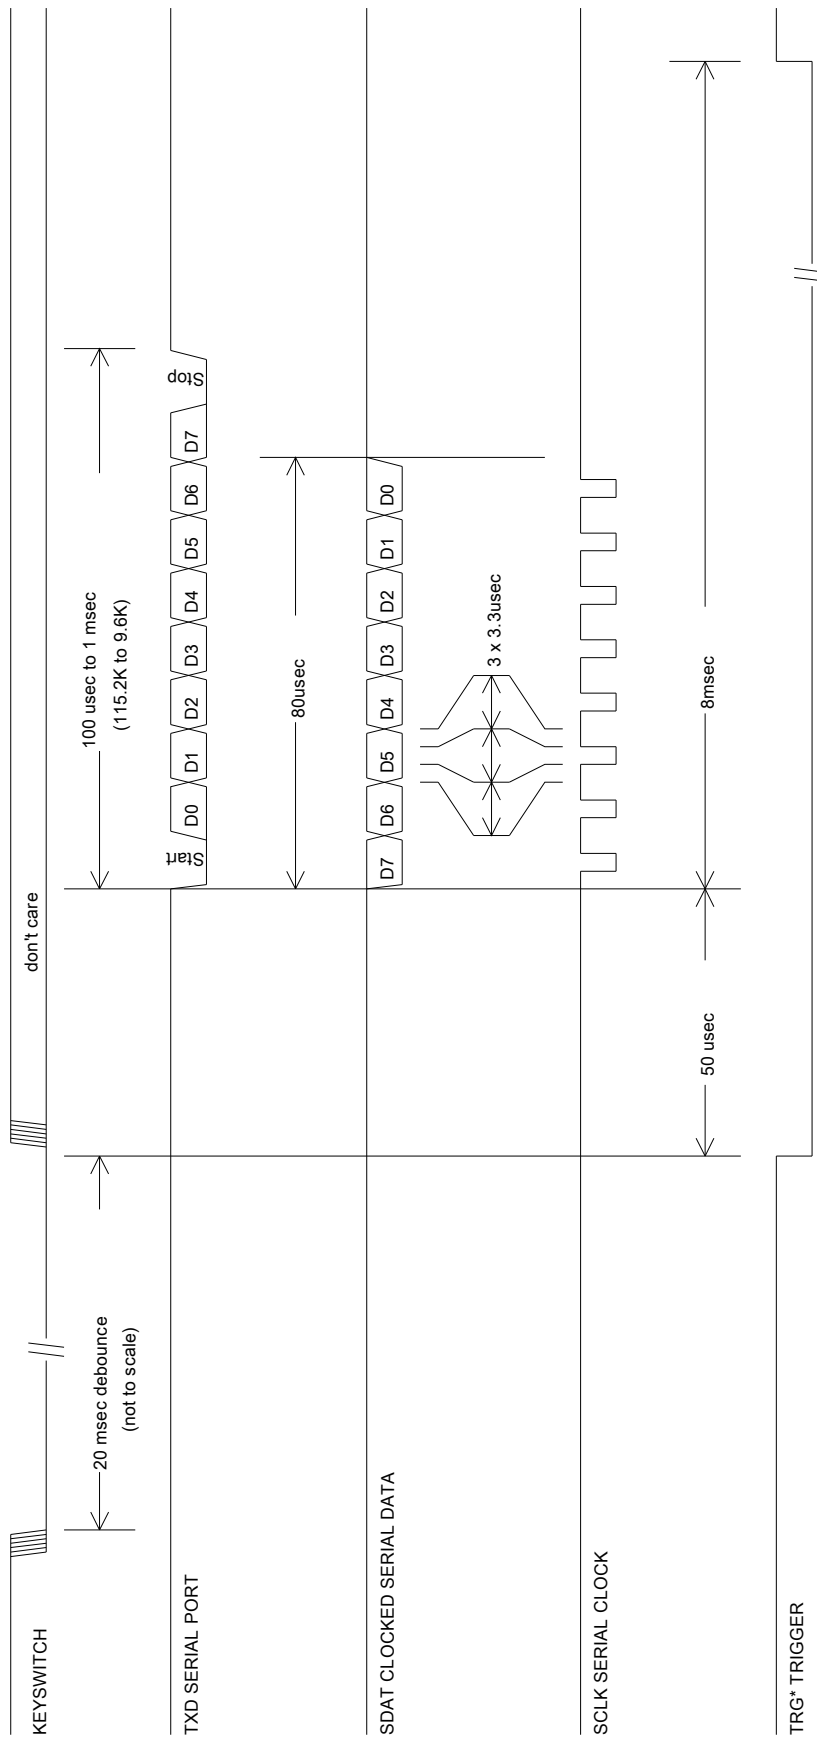 KEYSWITCH
20 msec debounce
(not to scale)
don't care
TXD SERIAL PORT
100 usec to 1 msec
(115.2K to 9.6K)
Start D0 D1 D2 D3 D4 D5 D6 D7 Stop
SDAT CLOCKED SERIAL DATA
80usec
D7 D6 D5 D4 D3 D2 D1 D0
3 x 3.3usec
SCLK SERIAL CLOCK
50 usec
8msec
TRG* TRIGGER